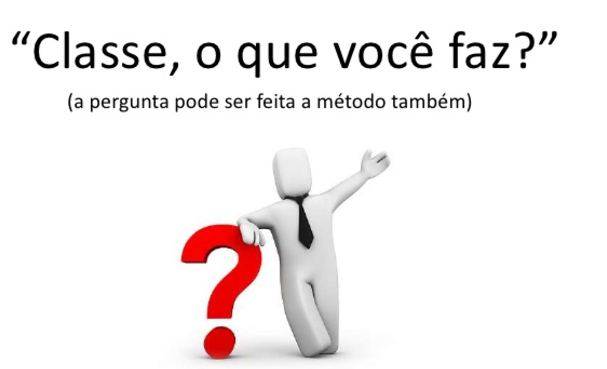 “Classe, o que você faz?”
(a pergunta pode ser feita a método também)